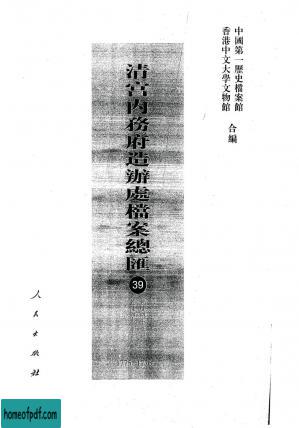 中國第一歷史檔案館
香港中文大學文物館
合編
清宮內務府造辦處檔案總匯
39
人民出版社
homeofpdf.com